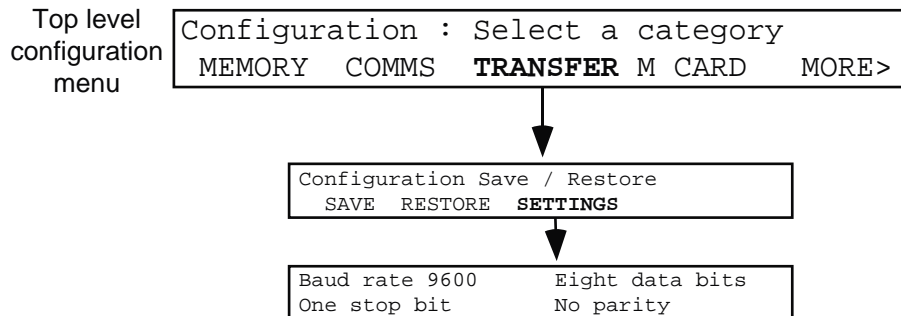 Top level
configuration
menu
Configuration : Select a category
MEMORY COMMS TRANSFER M CARD MORE>
Configuration Save / Restore
SAVE RESTORE SETTINGS
Baud rate 9600 Eight data bits
One stop bit No parity